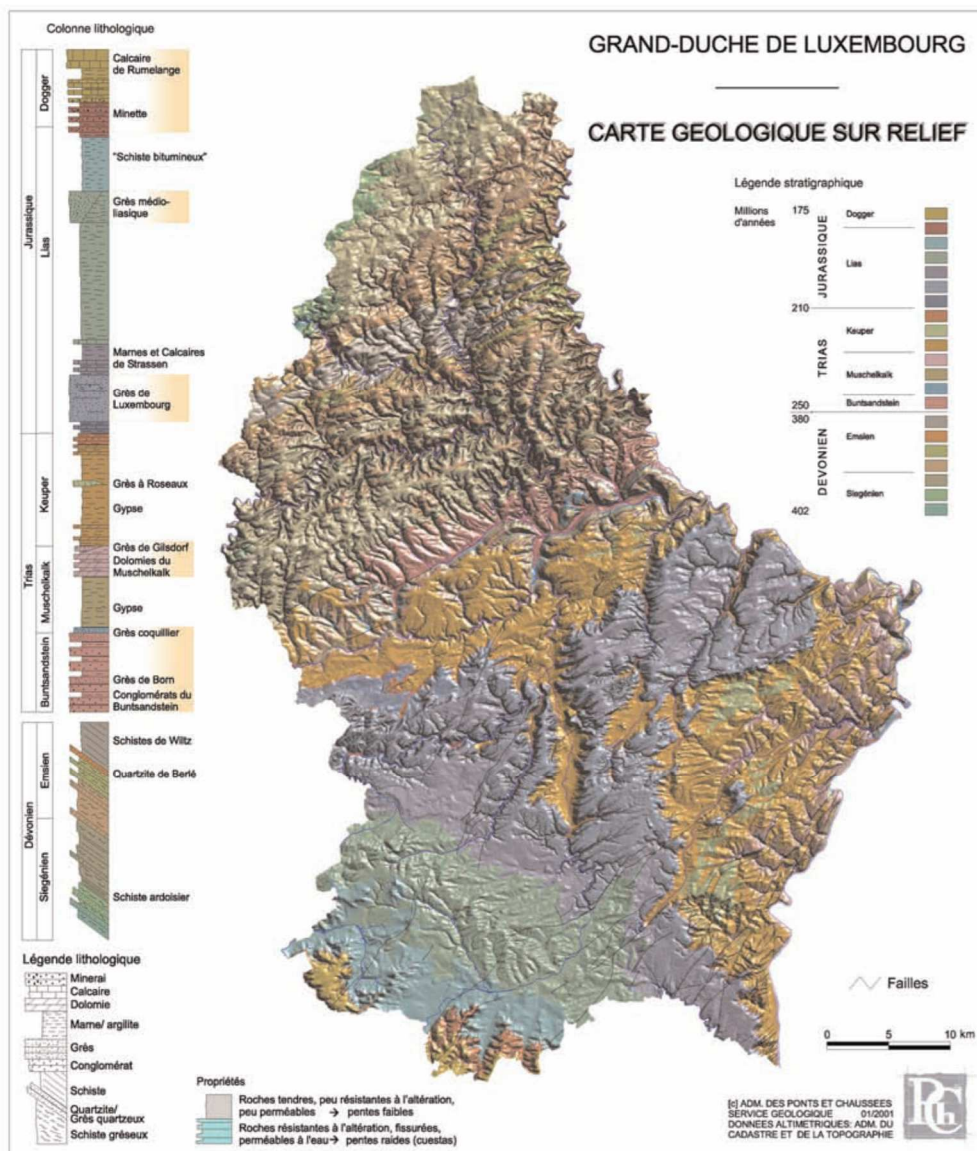 Colonne lithologique
Dogger
Lias
Jurassique
Keuper
Muschelkalk
Buntsandstein
Trias
Emsien
Siegénien
Dévonien
Calcaire
de Rumelange
Minette
"Schiste bitumineux"
Grès médio-
liasique
Marnes et Calcaires
de Strassen
Grès de
Luxembourg
Grès à Roseaux
Gypse
Grès de Gilsdorf
Dolomies du
Muschelkalk
Gypse
Grès coquillier
Grès de Born
Conglomérats du
Buntsandstein
Schistes de Wiltz
Quartzite de Berlé
Schiste ardoisier
Légende lithologique
Minerai
Calcaire
Dolomie
Marne/ argilite
Grès
Conglomérat
Schiste
Quartzite/
Grès quartzeux
Schiste gréseux
GRAND-DUCHE DE LUXEMBOURG
CARTE GEOLOGIQUE SUR RELIEF
Légende stratigraphique
Millions
d'années
175
210
250
380
402
JURASSIQUE
TRIAS
DEVONIEN
Dogger
Lias
Keuper
Muschelkalk
Buntsandstein
Emsien
Siegénien
Failles
0 5 10 km
Propriétés
Roches tendres, peu résistantes à l'altération,
peu perméables → pentes faibles
Roches résistantes à l'altération, fissurées,
perméables à l'eau → pentes raides (cuestas)
[c] ADM. DES PONTS ET CHAUSSEES
SERVICE GEOLOGIQUE 01/2001
DONNEES ALTIMETRIQUES: ADM. DU
CADASTRE ET DE LA TOPOGRAPHIE
PCh